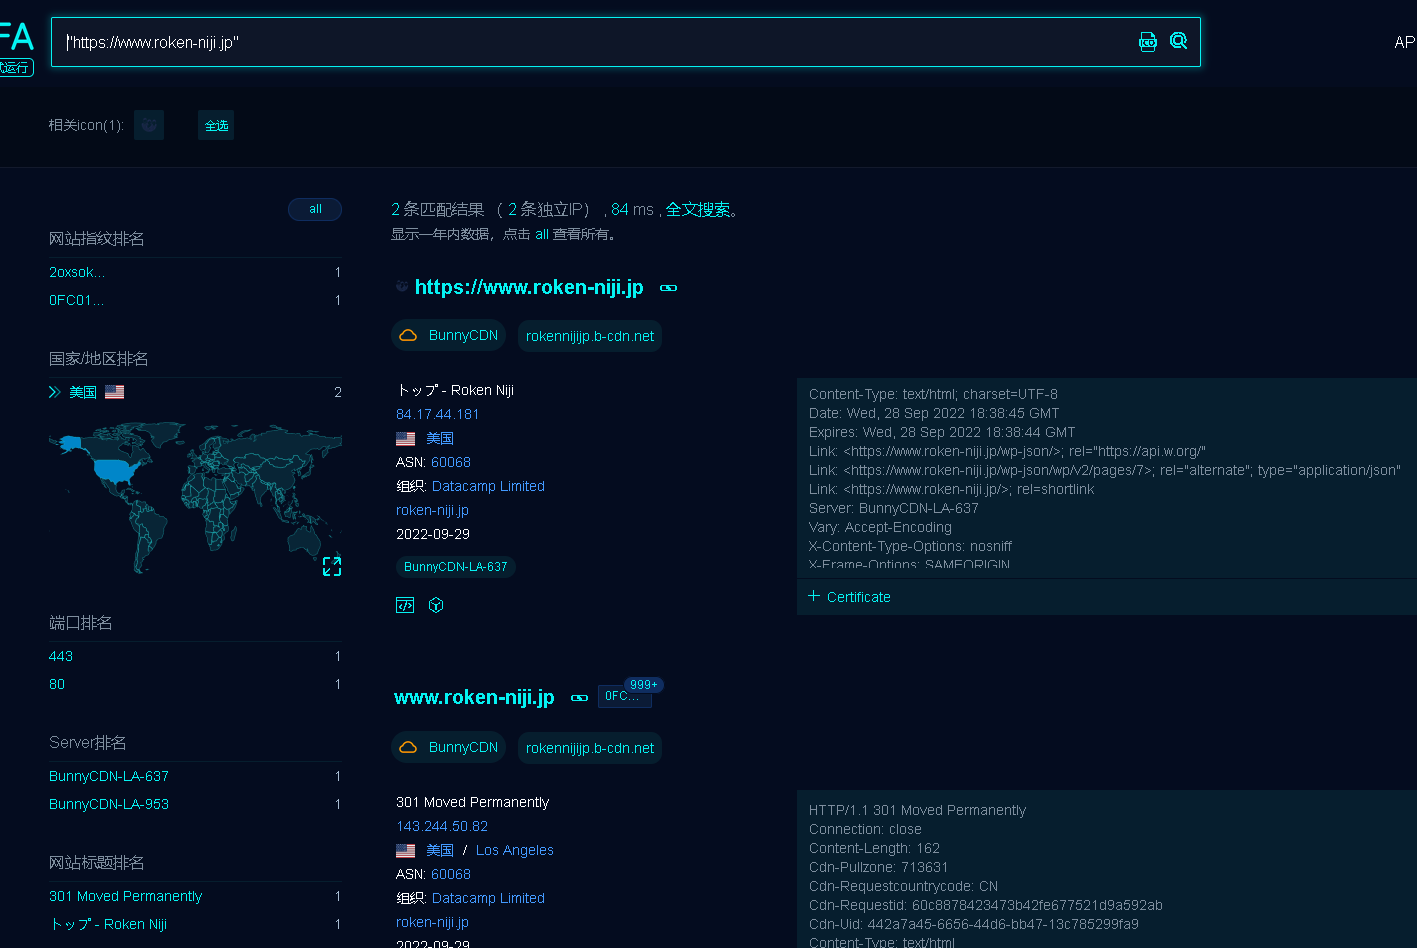 FA
试运行
"https://www.roken-niji.jp"
ICO
AP
相关icon(1):
全选
all
网站指纹排名
2oxsok... 1
0FC01... 1
国家/地区排名
美国 2
端口排名
443 1
80 1
Server排名
BunnyCDN-LA-637 1
BunnyCDN-LA-953 1
网站标题排名
301 Moved Permanently 1
トップ - Roken Niji 1
2 条匹配结果 （ 2 条独立IP） , 84 ms , 全文搜索。
显示一年内数据，点击 all 查看所有。
https://www.roken-niji.jp
BunnyCDN rokennijijp.b-cdn.net
トップ - Roken Niji
84.17.44.181
美国
ASN: 60068
组织: Datacamp Limited
roken-niji.jp
2022-09-29
BunnyCDN-LA-637
Content-Type: text/html; charset=UTF-8
Date: Wed, 28 Sep 2022 18:38:45 GMT
Expires: Wed, 28 Sep 2022 18:38:44 GMT
Link: <https://www.roken-niji.jp/wp-json/>; rel="https://api.w.org/"
Link: <https://www.roken-niji.jp/wp-json/wp/v2/pages/7>; rel="alternate"; type="application/json"
Link: <https://www.roken-niji.jp/>; rel=shortlink
Server: BunnyCDN-LA-637
Vary: Accept-Encoding
X-Content-Type-Options: nosniff
X-Frame-Options: SAMEORIGIN
+ Certificate
www.roken-niji.jp 0FC... 999+
BunnyCDN rokennijijp.b-cdn.net
301 Moved Permanently
143.244.50.82
美国 / Los Angeles
ASN: 60068
组织: Datacamp Limited
roken-niji.jp
2022-09-29
HTTP/1.1 301 Moved Permanently
Connection: close
Content-Length: 162
Cdn-Pullzone: 713631
Cdn-Requestcountrycode: CN
Cdn-Requestid: 60c8878423473b42fe677521d9a592ab
Cdn-Uid: 442a7a45-6656-44d6-bb47-13c785299fa9
Content-Type: text/html